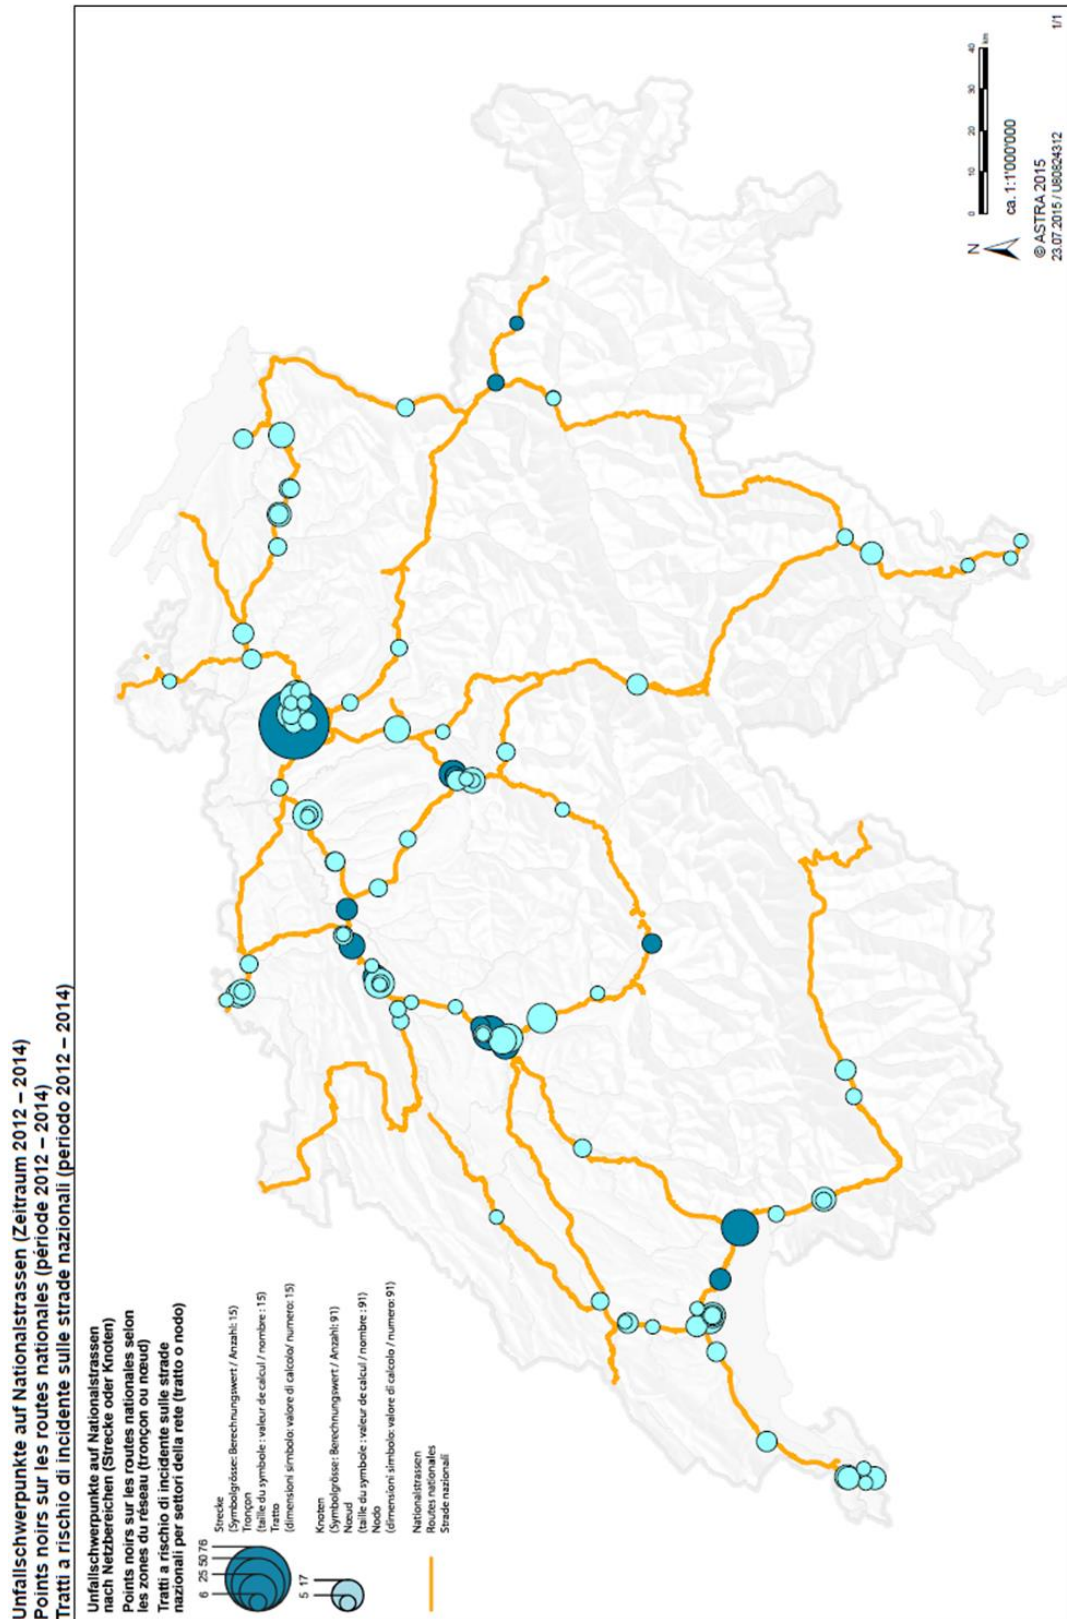 Unfallschwerpunkte auf Nationalstrassen (Zeitraum 2012 – 2014)
Points noirs sur les routes nationales (période 2012 – 2014)
Tratti a rischio di incidente sulle strade nazionali (periodo 2012 – 2014)
Unfallschwerpunkte auf Nationalstrassen
nach Netzbereichen (Strecke oder Knoten)
Points noirs sur les routes nationales selon
les zones du réseau (tronçon ou nœud)
Tratti a rischio di incidente sulle strade
nazionali per settori della rete (tratto o nodo)
6 25 50 76
Strecke
(Symbolgrösse: Berechnungswert / Anzahl: 15)
Tronçon
(taille du symbole : valeur de calcul / nombre : 15)
Tratto
(dimensioni simbolo: valore di calcolo/ numero: 15)
5 17
Knoten
(Symbolgrösse: Berechnungswert / Anzahl: 91)
Nœud
(taille du symbole : valeur de calcul / nombre : 91)
Nodo
(dimensioni simbolo: valore di calcolo / numero: 91)
Nationalstrassen
Routes nationales
Strade nazionali
N
0 10 20 30 40
km
ca. 1:1'000'000
© ASTRA 2015
23.07.2015 / U80824312
1/1